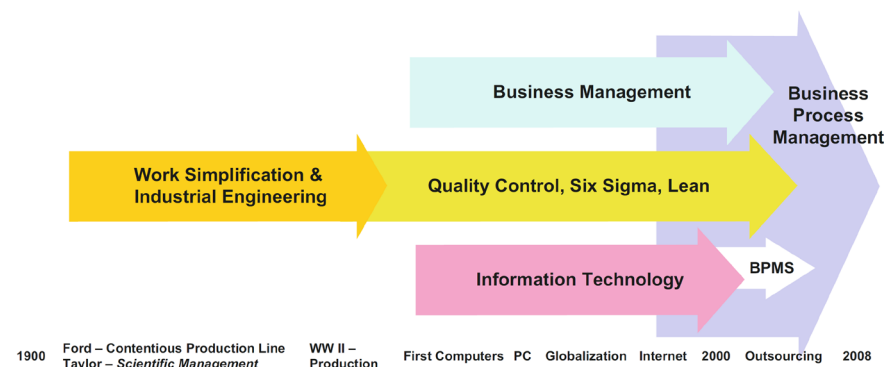 Business Management
Business
Process
Management
Work Simplification &
Industrial Engineering
Quality Control, Six Sigma, Lean
Information Technology
BPMS
1900 Ford – Contentious Production Line WW II – First Computers PC Globalization Internet 2000 Outsourcing 2008
Taylor – Scientific Management Production